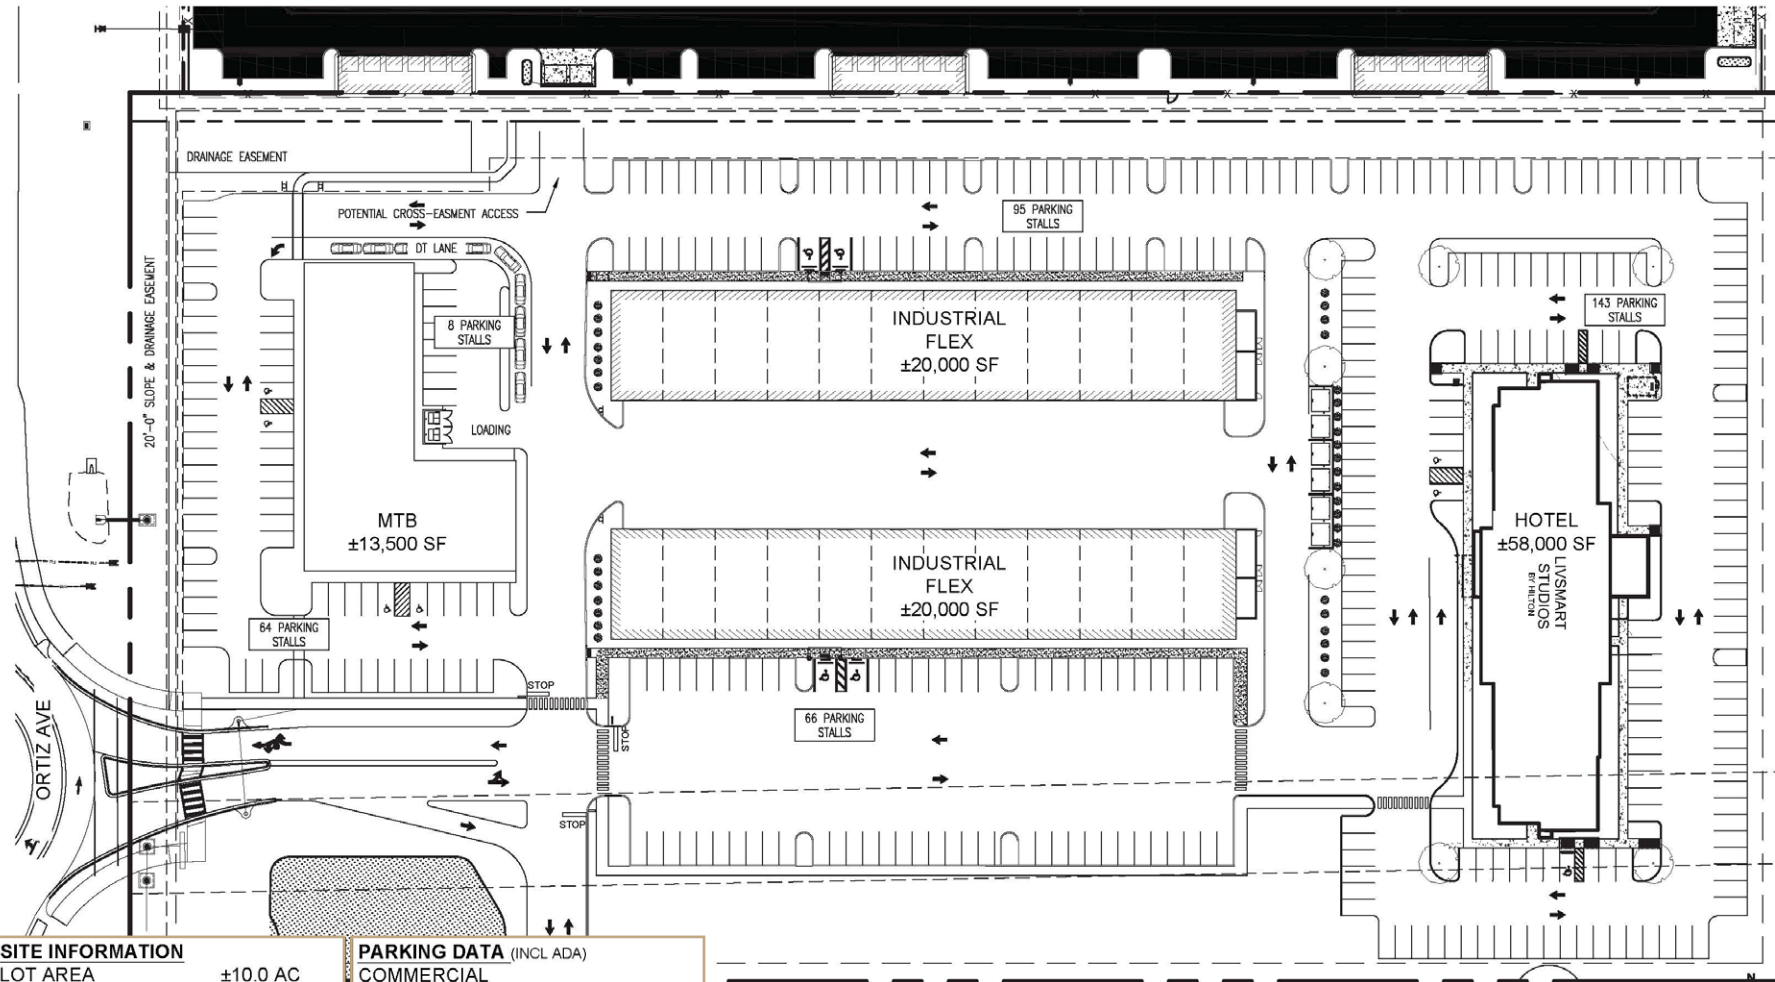 DRAINAGE EASEMENT
POTENTIAL CROSS-EASMENT ACCESS
95 PARKING
STALLS
DT LANE
20'-0" SLOPE & DRAINAGE EASEMENT
8 PARKING
STALLS
INDUSTRIAL
FLEX
±20,000 SF
143 PARKING
STALLS
LOADING
MTB
±13,500 SF
HOTEL
±58,000 SF
LIVSMART
STUDIOS
BY HILTON
INDUSTRIAL
FLEX
±20,000 SF
64 PARKING
STALLS
STOP
ORTIZ AVE
66 PARKING
STALLS
STOP
STOP
SITE INFORMATION
LOT AREA ±10.0 AC
PARKING DATA (INCL ADA)
COMMERCIAL
N